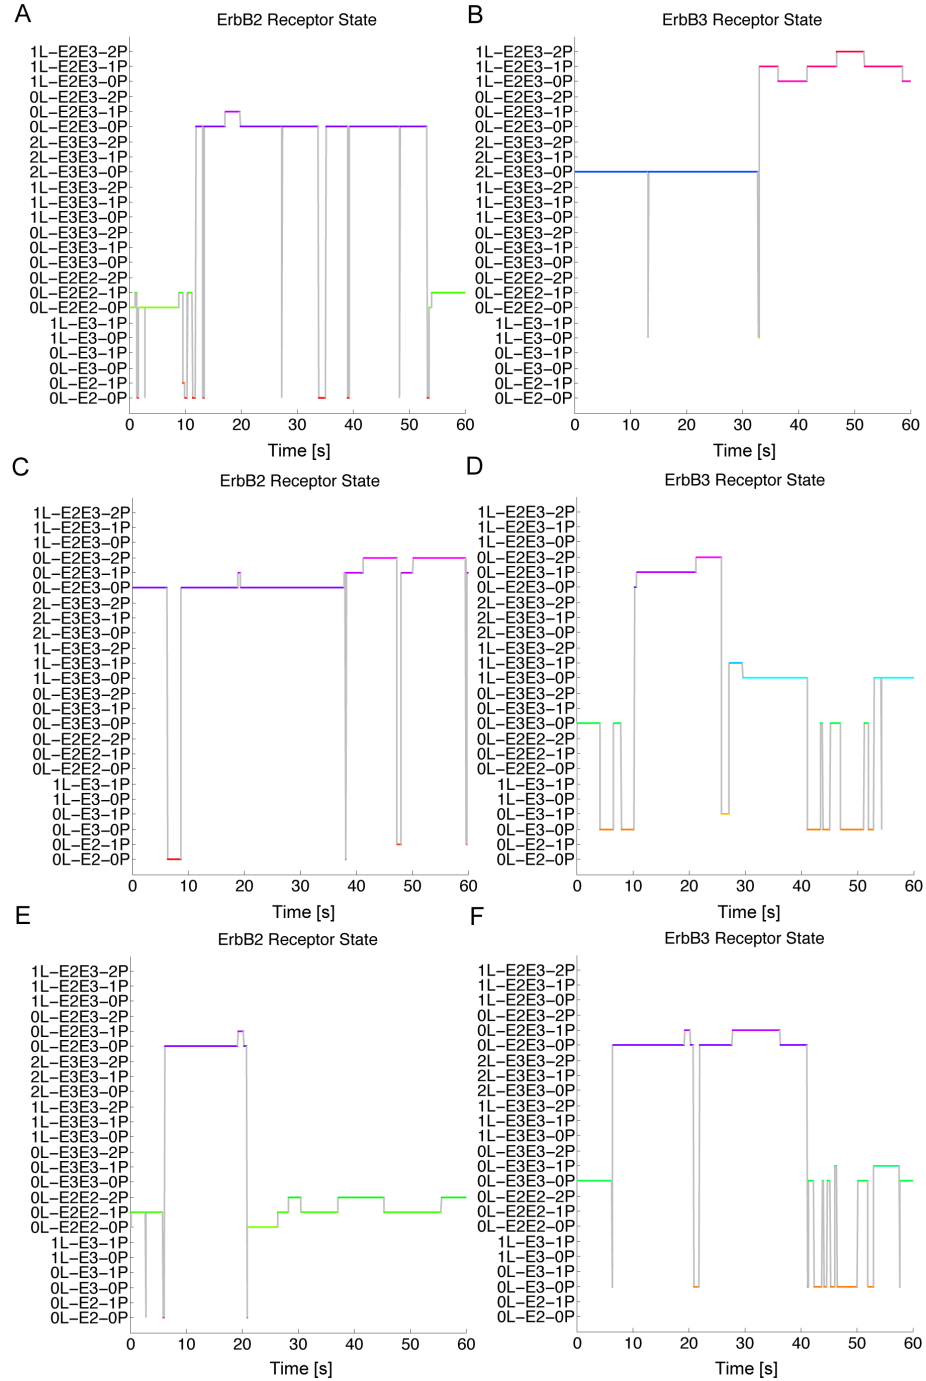 A
ErbB2 Receptor State
1L−E2E3−2P
1L−E2E3−1P
1L−E2E3−0P
0L−E2E3−2P
0L−E2E3−1P
0L−E2E3−0P
2L−E3E3−2P
2L−E3E3−1P
2L−E3E3−0P
1L−E3E3−2P
1L−E3E3−1P
1L−E3E3−0P
0L−E3E3−2P
0L−E3E3−1P
0L−E3E3−0P
0L−E2E2−2P
0L−E2E2−1P
0L−E2E2−0P
1L−E3−1P
1L−E3−0P
0L−E3−1P
0L−E3−0P
0L−E2−1P
0L−E2−0P
0 10 20 30 40 50 60
Time [s]
B
ErbB3 Receptor State
1L−E2E3−2P
1L−E2E3−1P
1L−E2E3−0P
0L−E2E3−2P
0L−E2E3−1P
0L−E2E3−0P
2L−E3E3−2P
2L−E3E3−1P
2L−E3E3−0P
1L−E3E3−2P
1L−E3E3−1P
1L−E3E3−0P
0L−E3E3−2P
0L−E3E3−1P
0L−E3E3−0P
0L−E2E2−2P
0L−E2E2−1P
0L−E2E2−0P
1L−E3−1P
1L−E3−0P
0L−E3−1P
0L−E3−0P
0L−E2−1P
0L−E2−0P
0 10 20 30 40 50 60
Time [s]
C
ErbB2 Receptor State
1L−E2E3−2P
1L−E2E3−1P
1L−E2E3−0P
0L−E2E3−2P
0L−E2E3−1P
0L−E2E3−0P
2L−E3E3−2P
2L−E3E3−1P
2L−E3E3−0P
1L−E3E3−2P
1L−E3E3−1P
1L−E3E3−0P
0L−E3E3−2P
0L−E3E3−1P
0L−E3E3−0P
0L−E2E2−2P
0L−E2E2−1P
0L−E2E2−0P
1L−E3−1P
1L−E3−0P
0L−E3−1P
0L−E3−0P
0L−E2−1P
0L−E2−0P
0 10 20 30 40 50 60
Time [s]
D
ErbB3 Receptor State
1L−E2E3−2P
1L−E2E3−1P
1L−E2E3−0P
0L−E2E3−2P
0L−E2E3−1P
0L−E2E3−0P
2L−E3E3−2P
2L−E3E3−1P
2L−E3E3−0P
1L−E3E3−2P
1L−E3E3−1P
1L−E3E3−0P
0L−E3E3−2P
0L−E3E3−1P
0L−E3E3−0P
0L−E2E2−2P
0L−E2E2−1P
0L−E2E2−0P
1L−E3−1P
1L−E3−0P
0L−E3−1P
0L−E3−0P
0L−E2−1P
0L−E2−0P
0 10 20 30 40 50 60
Time [s]
E
ErbB2 Receptor State
1L−E2E3−2P
1L−E2E3−1P
1L−E2E3−0P
0L−E2E3−2P
0L−E2E3−1P
0L−E2E3−0P
2L−E3E3−2P
2L−E3E3−1P
2L−E3E3−0P
1L−E3E3−2P
1L−E3E3−1P
1L−E3E3−0P
0L−E3E3−2P
0L−E3E3−1P
0L−E3E3−0P
0L−E2E2−2P
0L−E2E2−1P
0L−E2E2−0P
1L−E3−1P
1L−E3−0P
0L−E3−1P
0L−E3−0P
0L−E2−1P
0L−E2−0P
0 10 20 30 40 50 60
Time [s]
F
ErbB3 Receptor State
1L−E2E3−2P
1L−E2E3−1P
1L−E2E3−0P
0L−E2E3−2P
0L−E2E3−1P
0L−E2E3−0P
2L−E3E3−2P
2L−E3E3−1P
2L−E3E3−0P
1L−E3E3−2P
1L−E3E3−1P
1L−E3E3−0P
0L−E3E3−2P
0L−E3E3−1P
0L−E3E3−0P
0L−E2E2−2P
0L−E2E2−1P
0L−E2E2−0P
1L−E3−1P
1L−E3−0P
0L−E3−1P
0L−E3−0P
0L−E2−1P
0L−E2−0P
0 10 20 30 40 50 60
Time [s]